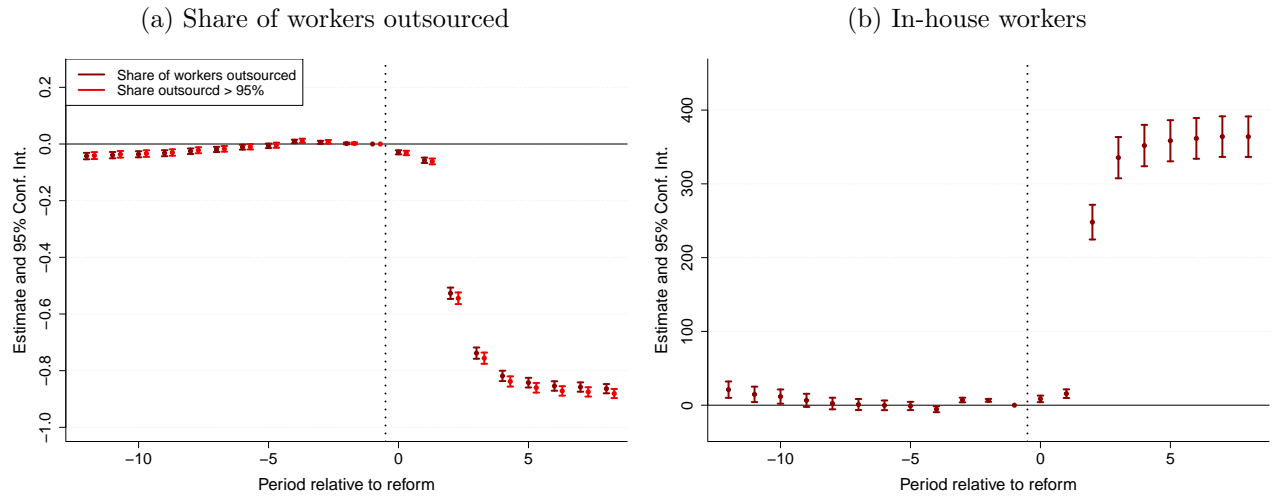 (a) Share of workers outsourced
Share of workers outsourced
Share outsourcd > 95%
Estimate and 95% Conf. Int.
0.2
0.0
−0.2
−0.4
−0.6
−0.8
−1.0
−10
−5
0
5
Period relative to reform
(b) In-house workers
Estimate and 95% Conf. Int.
400
300
200
100
0
−10
−5
0
5
Period relative to reform